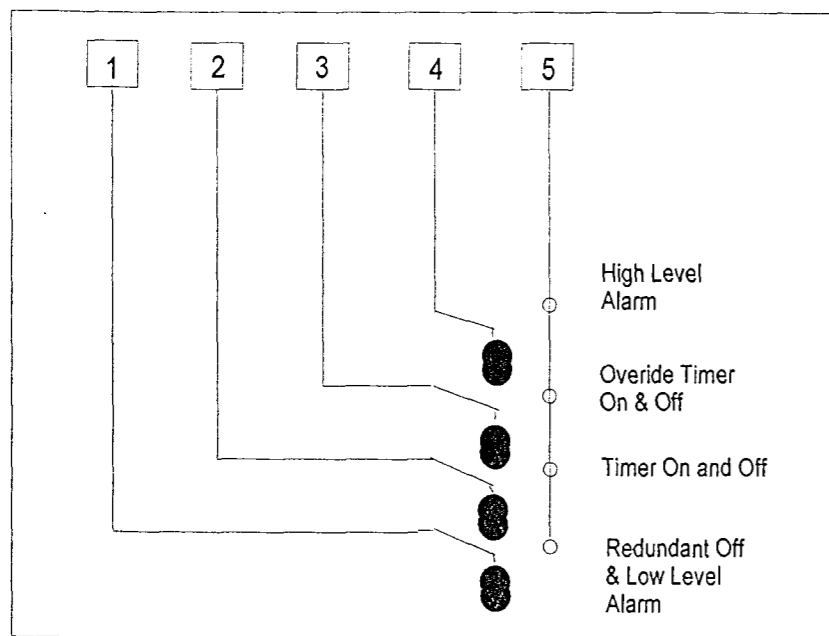 1 2 3 4 5
High Level
Alarm
Overide Timer
On & Off
Timer On and Off
Redundant Off
& Low Level
Alarm